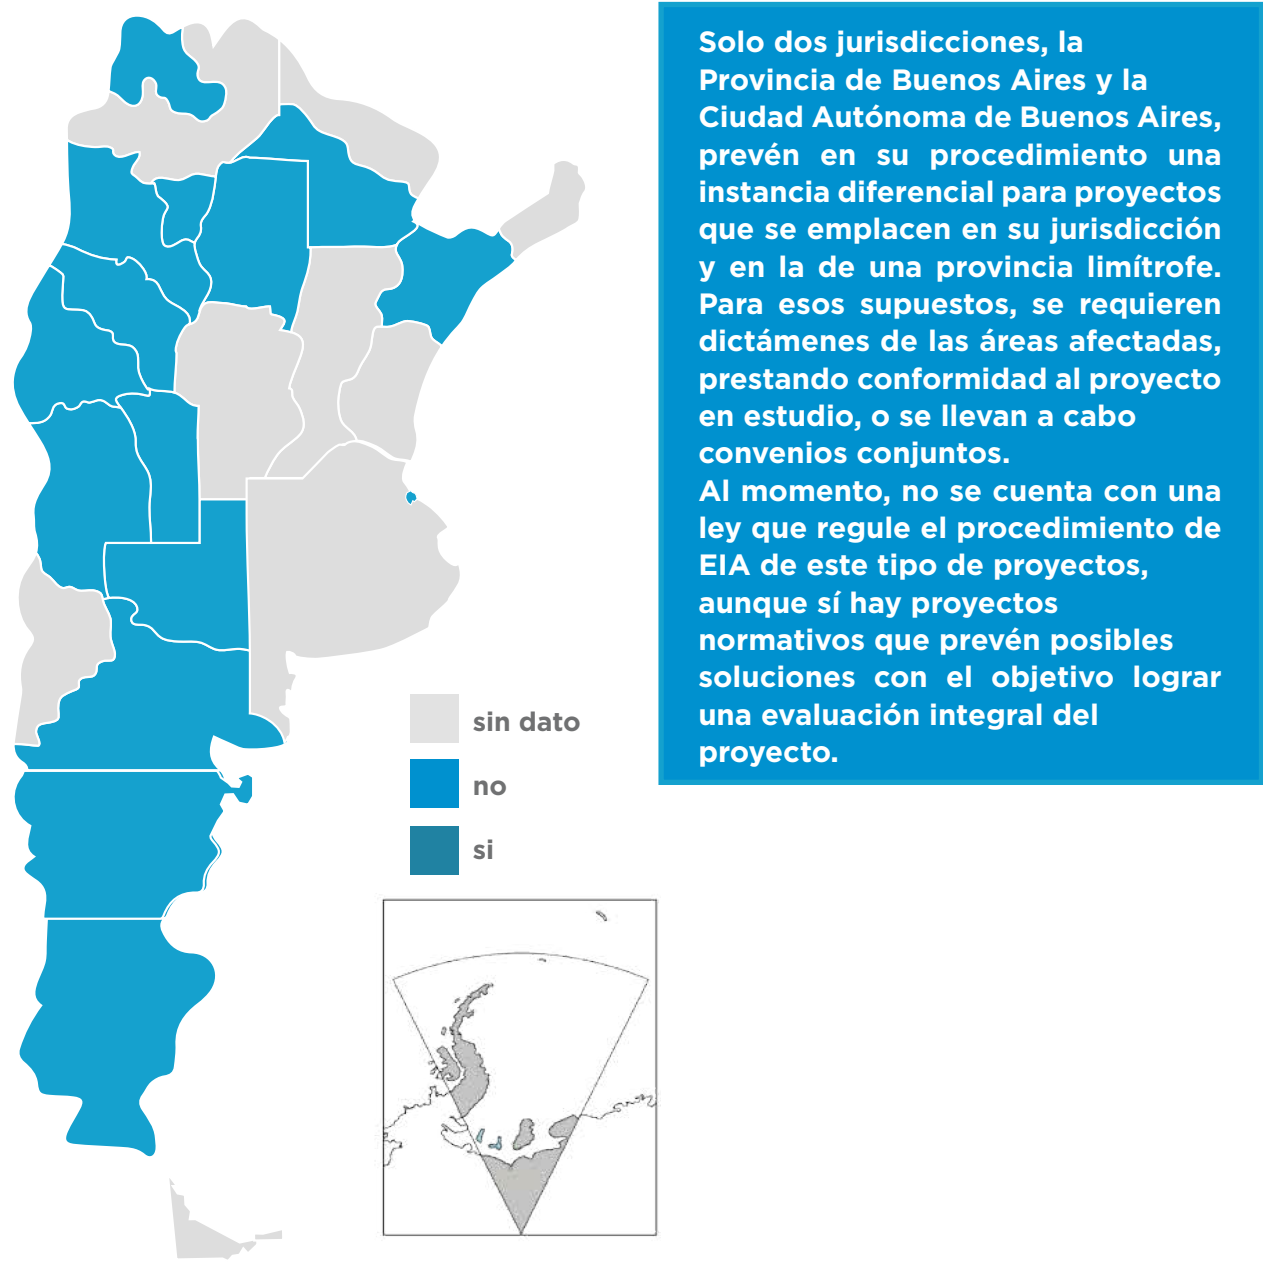 Solo dos jurisdicciones, la
Provincia de Buenos Aires y la
Ciudad Autónoma de Buenos Aires,
prevén en su procedimiento una
instancia diferencial para proyectos
que se emplacen en su jurisdicción
y en la de una provincia limítrofe.
Para esos supuestos, se requieren
dictámenes de las áreas afectadas,
prestando conformidad al proyecto
en estudio, o se llevan a cabo
convenios conjuntos.
Al momento, no se cuenta con una
ley que regule el procedimiento de
EIA de este tipo de proyectos,
aunque sí hay proyectos
normativos que prevén posibles
soluciones con el objetivo lograr
una evaluación integral del
proyecto.
sin dato
no
si